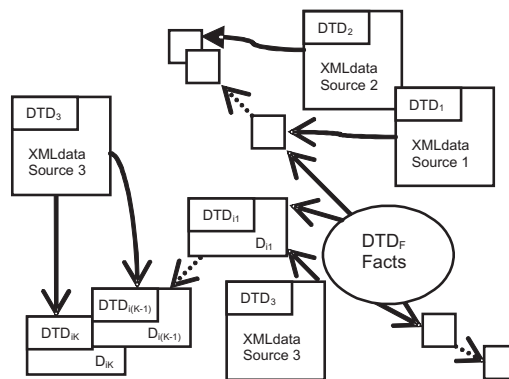 DTD2
XMLdata
Source 2
DTD1
XMLdata
Source 1
DTD3
XMLdata
Source 3
DTDi1
Di1
DTDF
Facts
DTD3
XMLdata
Source 3
DTDi(K-1)
Di(K-1)
DTDiK
DiK